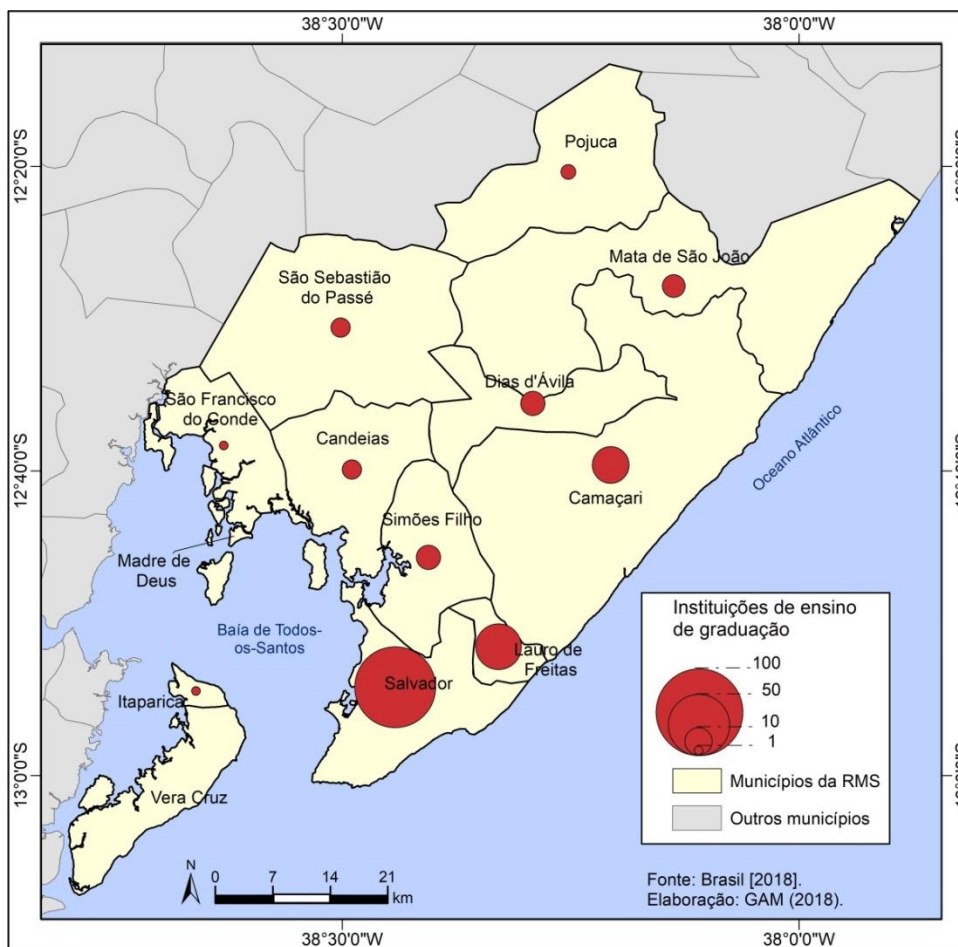 38°30'0"W
38°0'0"W
12°20'0"S
Pojuca
Mata de São João
São Sebastião
do Passé
Dias d'Ávila
São Francisco
do Conde
Candeias
12°40'0"S
Camaçari
Oceano Atlântico
Simões Filho
Madre de
Deus
Baía de Todos-
os-Santos
Lauro de
Freitas
Salvador
Itaparica
Vera Cruz
13°00'0"S
Instituições de ensino
de graduação
100
50
10
1
Municípios da RMS
Outros municípios
N
0 7 14 21
km
Fonte: Brasil [2018].
Elaboração: GAM (2018).
38°30'0"W
38°0'0"W